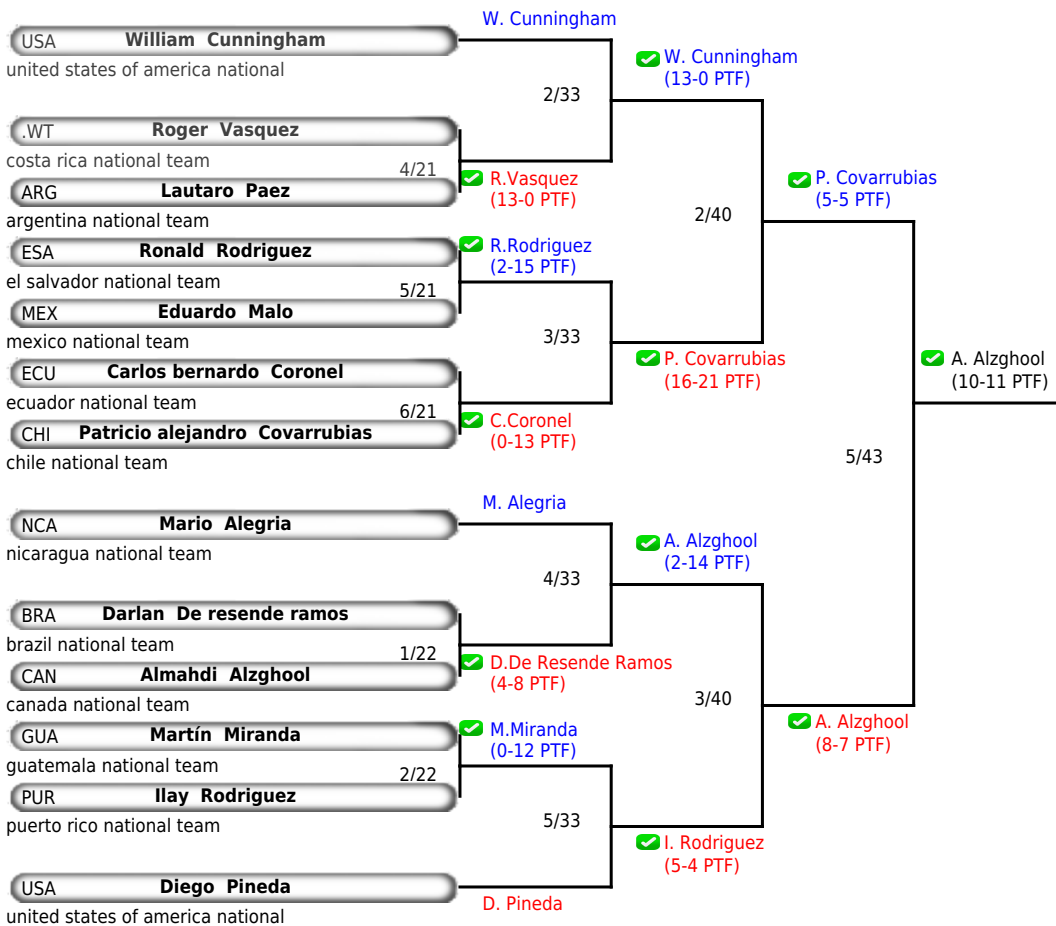 W. Cunningham
USA William Cunningham
united states of america national
W. Cunningham
(13-0 PTF)
2/33
.WT Roger Vasquez
costa rica national team
4/21
R.Vasquez
(13-0 PTF)
ARG Lautaro Paez
argentina national team
P. Covarrubias
(5-5 PTF)
2/40
ESA Ronald Rodriguez
el salvador national team
R.Rodriguez
(2-15 PTF)
5/21
MEX Eduardo Malo
mexico national team
3/33
P. Covarrubias
(16-21 PTF)
A. Alzghool
(10-11 PTF)
ECU Carlos bernardo Coronel
ecuador national team
6/21
C.Coronel
(0-13 PTF)
CHI Patricio alejandro Covarrubias
chile national team
5/43
M. Alegria
NCA Mario Alegria
nicaragua national team
A. Alzghool
(2-14 PTF)
4/33
BRA Darlan De resende ramos
brazil national team
1/22
D.De Resende Ramos
(4-8 PTF)
CAN Almahdi Alzghool
canada national team
3/40
A. Alzghool
(8-7 PTF)
GUA Martín Miranda
guatemala national team
M.Miranda
(0-12 PTF)
2/22
PUR Ilay Rodriguez
puerto rico national team
5/33
I. Rodriguez
(5-4 PTF)
USA Diego Pineda
united states of america national
D. Pineda